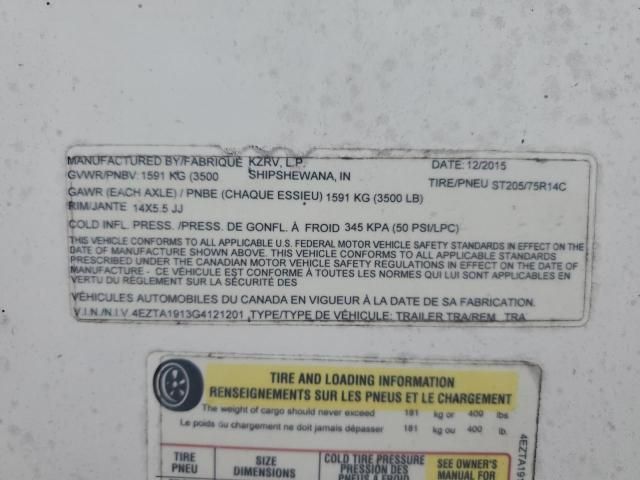 MANUFACTURED BY/FABRIQUÉ KZRV, L.P. DATE: 12/2015
GVWR/PNBV: 1591 KG (3500 SHIPSHEWANA, IN TIRE/PNEU ST205/75R14C
GAWR (EACH AXLE) / PNBE (CHAQUE ESSIEU) 1591 KG (3500 LB)
RIM/JANTE 14X5.5 JJ
COLD INFL. PRESS. /PRESS. DE GONFL. À FROID 345 KPA (50 PSI/LPC)
THIS VEHICLE CONFORMS TO ALL APPLICABLE U.S. FEDERAL MOTOR VEHICLE SAFETY STANDARDS IN EFFECT ON THE
DATE OF MANUFACTURE SHOWN ABOVE. THIS VEHICLE CONFORMS TO ALL APPLICABLE STANDARDS
PRESCRIBED UNDER THE CANADIAN MOTOR VEHICLE SAFETY REGULATIONS IN EFFECT ON THE DATE OF
MANUFACTURE - CE VÉHICULE EST CONFORME À TOUTES LES NORMES QUI LUI SONT APPLICABLES EN
VERTU DU RÈGLEMENT SUR LA SÉCURITÉ DES
VÉHICULES AUTOMOBILES DU CANADA EN VIGUEUR À LA DATE DE SA FABRICATION.
V.I.N./N.I.V. 4EZTA1913G4121201 TYPE/TYPE DE VÉHICULE: TRAILER TRA/REM TRA
TIRE AND LOADING INFORMATION
RENSEIGNEMENTS SUR LES PNEUS ET LE CHARGEMENT
The weight of cargo should never exceed 181 kg or 400 lbs
Le poids du chargement ne doit jamais dépasser 181 kg ou 400 lb.
TIRE SIZE COLD TIRE PRESSURE SEE OWNER'S
PNEU DIMENSIONS PRESSION DES MANUAL FOR
PNEUS A FROID
4EZTA19